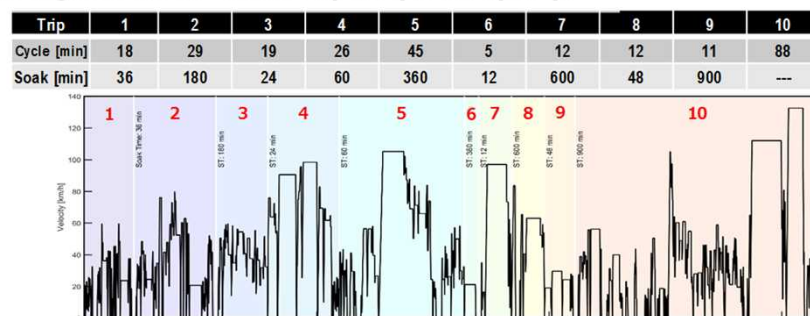 Trip 1 2 3 4 5 6 7 8 9 10
Cycle [min] 18 29 19 26 45 5 12 12 11 88
Soak [min] 36 180 24 60 360 12 600 48 900 ---
140
120
100
80
60
40
20
Velocity [km/h]
1 2 3 4 5 6 7 8 9 10
Soak Time: 36 min
ST: 180 min
ST: 24 min
ST: 60 min
ST: 360 min
ST: 12 min
ST: 600 min
ST: 48 min
ST: 900 min